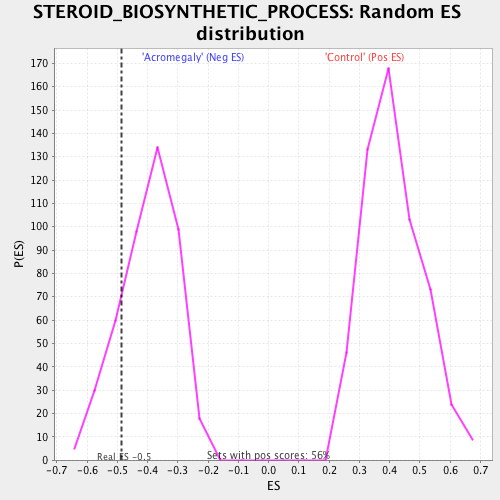 STEROID_BIOSYNTHETIC_PROCESS: Random ES
distribution
'Acromegaly' (Neg ES) 'Control' (Pos ES)
170
160
150
140
130
120
110
100
90
80
70
60
50
40
30
20
10
0
P(ES)
Real ES -0.5 Sets with pos scores: 56%
-0.7 -0.6 -0.5 -0.4 -0.3 -0.2 -0.1 0.0 0.1 0.2 0.3 0.4 0.5 0.6 0.7
ES